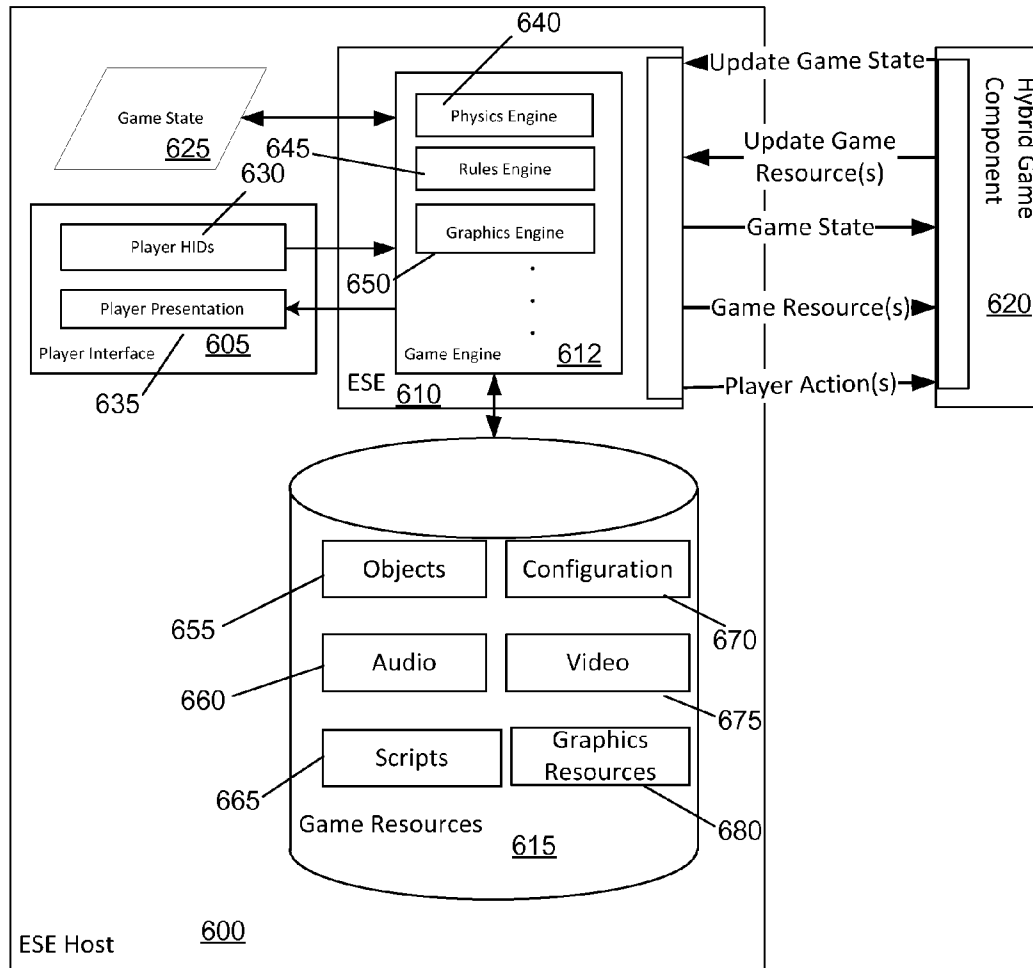 640
Physics Engine
Game State
625
645
Rules Engine
630
Player HIDs
Graphics Engine
650
.
.
.
Player Presentation
605
Player Interface
635
Game Engine
612
ESE
610
Update Game State
Update Game
Resource(s)
Game State
Game Resource(s)
Player Action(s)
Hybrid Game
Component
620
Objects
Configuration
655
670
Audio
Video
660
675
Scripts
Graphics
Resources
665
680
Game Resources
615
600
ESE Host